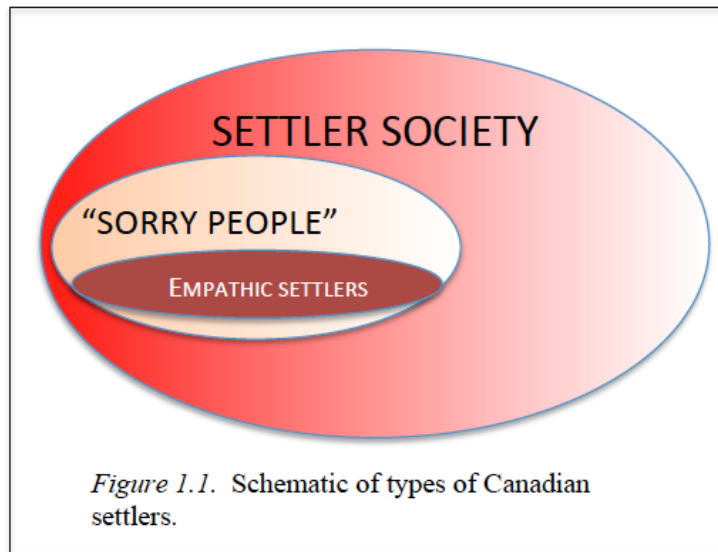 SETTLER SOCIETY
“SORRY PEOPLE”
EMPATHIC SETTLERS
Figure 1.1. Schematic of types of Canadian
settlers.